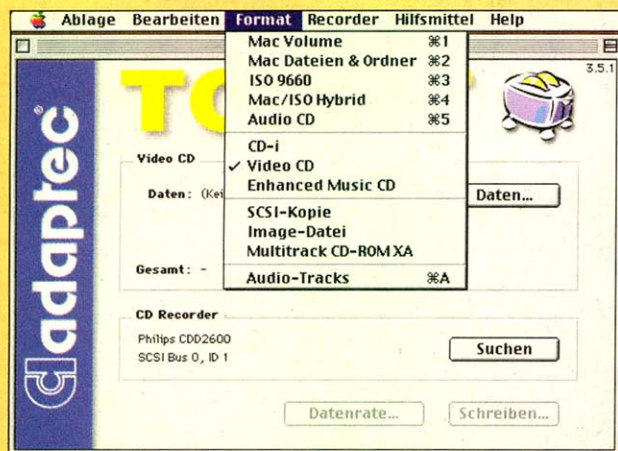 Ablage Bearbeiten Format Recorder Hilfsmittel Help
Mac Volume ⌘1
Mac Dateien & Ordner ⌘2
ISO 9660 ⌘3
Mac/ISO Hybrid ⌘4
Audio CD ⌘5
CD-i
✓ Video CD
Enhanced Music CD
SCSI-Kopie
Image-Datei
Multitrack CD-ROM XA
Audio-Tracks ⌘A
3.5.1
adaptec®
TO
Video CD
Daten: (Kei
Daten...
Gesamt: -
CD Recorder
Philips CDD2600
SCSI Bus 0, ID 1
Suchen
Datenrate...
Schreiben...